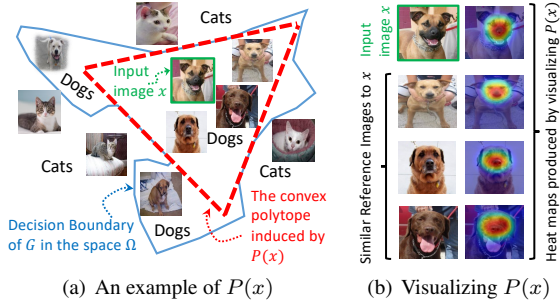 Cats
Dogs
Input
image x
Dogs
Cats
Cats
Decision Boundary
of G in the space Ω
Dogs
The convex
polytope
induced by
P(x)
(a) An example of P(x)
Input
image x
Similar Reference Images to x
Heat maps produced by visualizing P(x)
(b) Visualizing P(x)